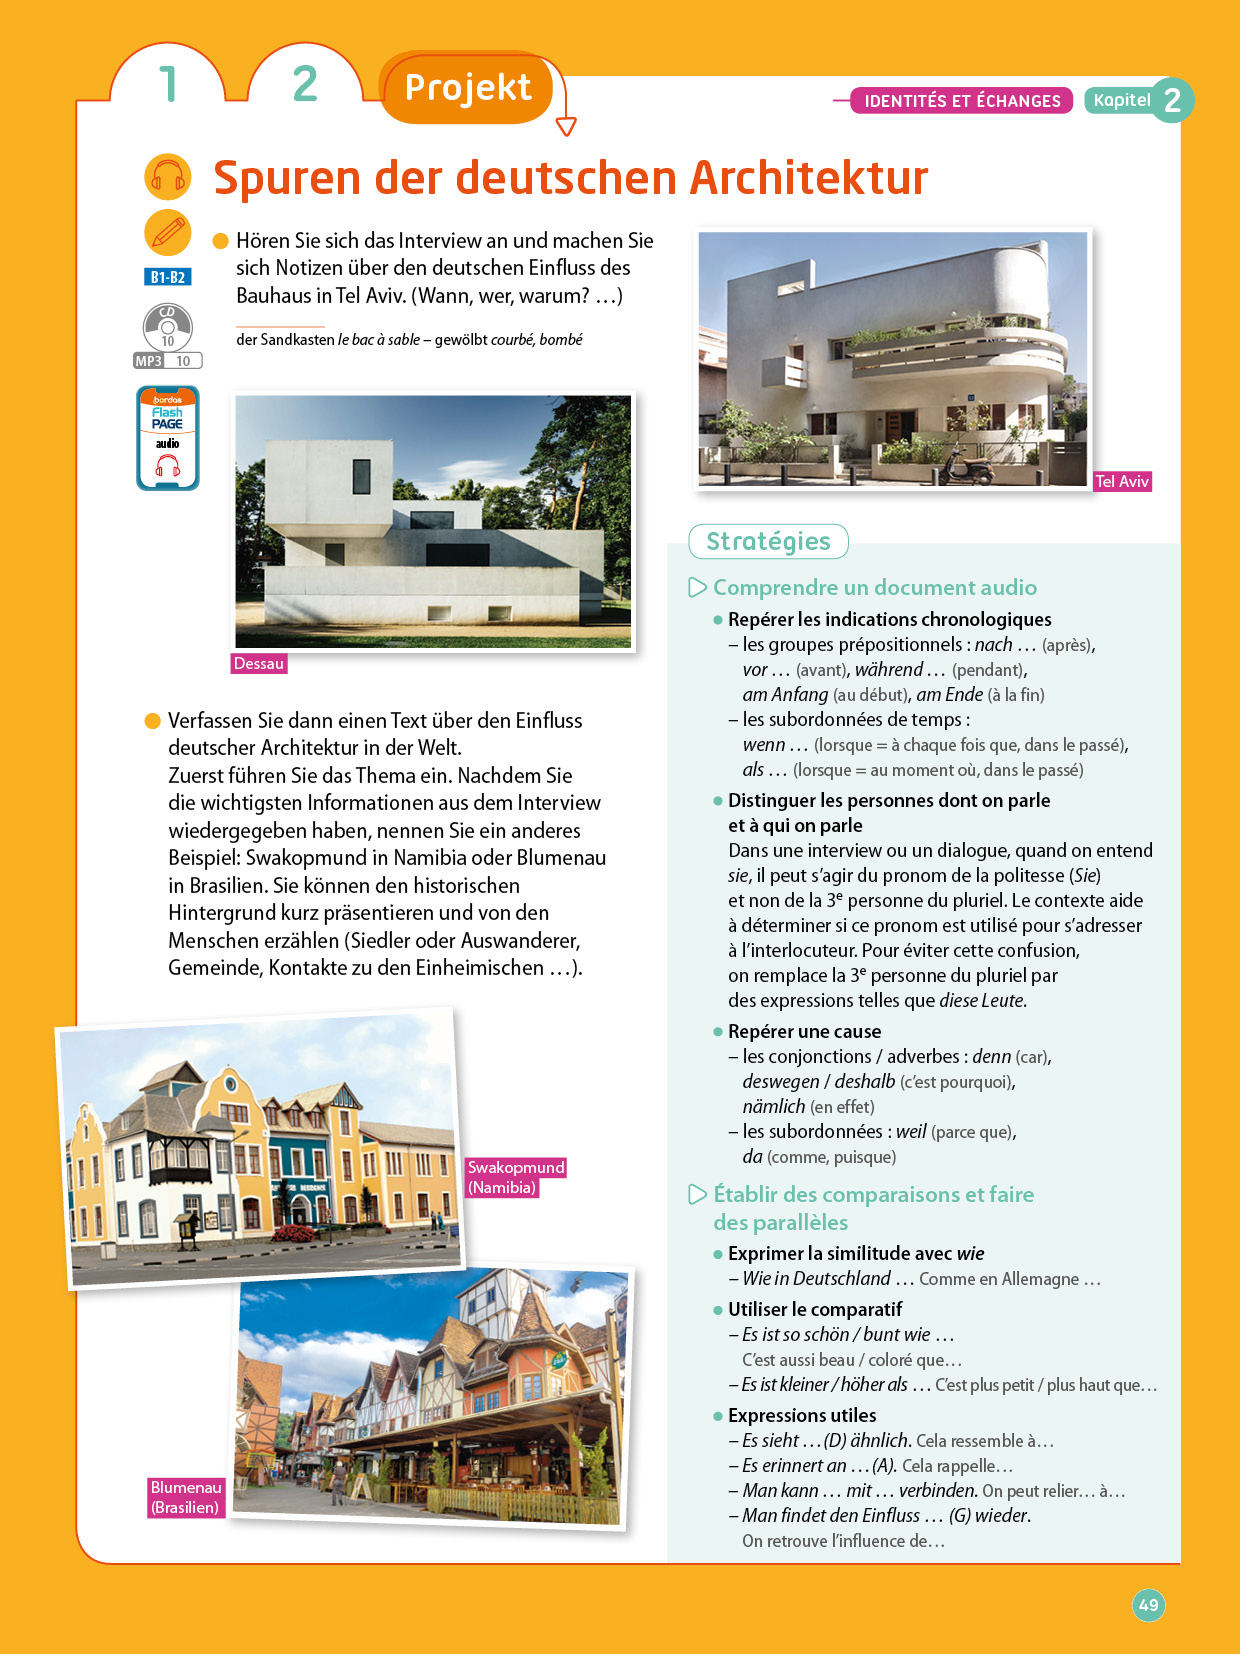 1
2
Projekt
IDENTITÉS ET ÉCHANGES
Kapitel 2
Spuren der deutschen Architektur
Hören Sie sich das Interview an und machen Sie
sich Notizen über den deutschen Einfluss des
Bauhaus in Tel Aviv. (Wann, wer, warum? …)
der Sandkasten le bac à sable – gewölbt courbé, bombé
B1-B2
CD
10
MP3 10
bordas
Flash
PAGE
audio
Dessau
Tel Aviv
Verfassen Sie dann einen Text über den Einfluss
deutscher Architektur in der Welt.
Zuerst führen Sie das Thema ein. Nachdem Sie
die wichtigsten Informationen aus dem Interview
wiedergegeben haben, nennen Sie ein anderes
Beispiel: Swakopmund in Namibia oder Blumenau
in Brasilien. Sie können den historischen
Hintergrund kurz präsentieren und von den
Menschen erzählen (Siedler oder Auswanderer,
Gemeinde, Kontakte zu den Einheimischen …).
Swakopmund
(Namibia)
Blumenau
(Brasilien)
Stratégies
Comprendre un document audio
Repérer les indications chronologiques
– les groupes prépositionnels : nach … (après),
vor … (avant), während … (pendant),
am Anfang (au début), am Ende (à la fin)
– les subordonnées de temps :
wenn … (lorsque = à chaque fois que, dans le passé),
als … (lorsque = au moment où, dans le passé)
Distinguer les personnes dont on parle
et à qui on parle
Dans une interview ou un dialogue, quand on entend
sie, il peut s’agir du pronom de la politesse (Sie)
et non de la 3e personne du pluriel. Le contexte aide
à déterminer si ce pronom est utilisé pour s’adresser
à l’interlocuteur. Pour éviter cette confusion,
on remplace la 3e personne du pluriel par
des expressions telles que diese Leute.
Repérer une cause
– les conjonctions / adverbes : denn (car),
deswegen / deshalb (c’est pourquoi),
nämlich (en effet)
– les subordonnées : weil (parce que),
da (comme, puisque)
Établir des comparaisons et faire
des parallèles
Exprimer la similitude avec wie
– Wie in Deutschland … Comme en Allemagne …
Utiliser le comparatif
– Es ist so schön / bunt wie …
C’est aussi beau / coloré que…
– Es ist kleiner / höher als … C’est plus petit / plus haut que…
Expressions utiles
– Es sieht … (D) ähnlich. Cela ressemble à…
– Es erinnert an … (A). Cela rappelle…
– Man kann … mit … verbinden. On peut relier… à…
– Man findet den Einfluss … (G) wieder.
On retrouve l’influence de…
49